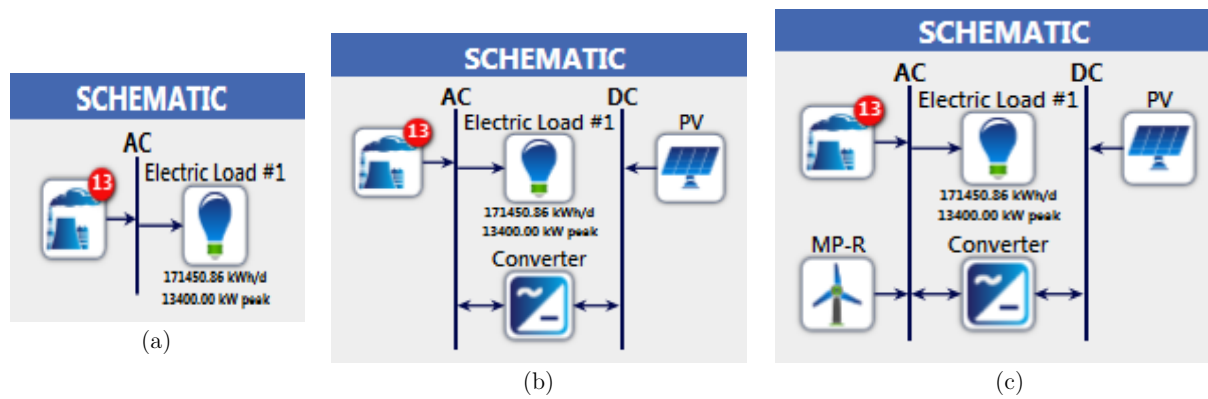 SCHEMATIC
AC
13
Electric Load #1
171450.86 kWh/d
13400.00 kW peak
(a)
SCHEMATIC
AC
DC
13
Electric Load #1
PV
171450.86 kWh/d
13400.00 kW peak
Converter
(b)
SCHEMATIC
AC
DC
13
Electric Load #1
PV
171450.86 kWh/d
13400.00 kW peak
MP-R
Converter
(c)